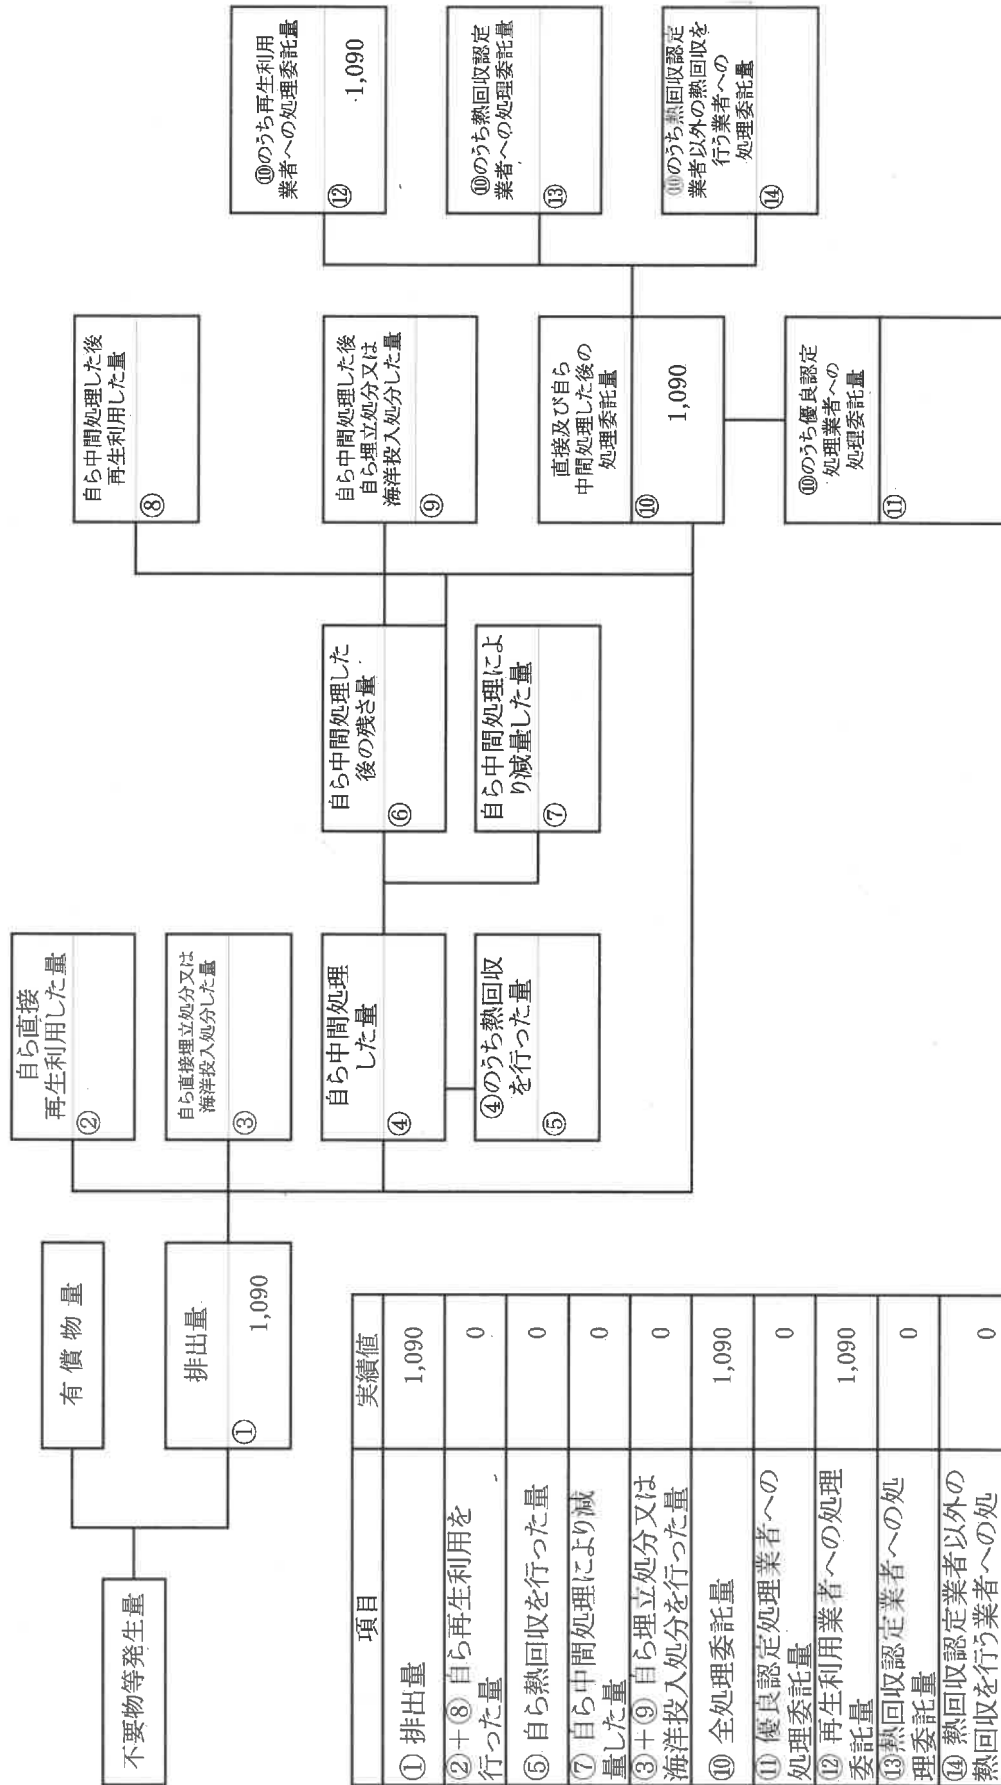 不要物等発生量
有償物量
排出量
①
1,090
自ら直接
再生利用した量
②
自ら直接埋立処分又は
海洋投入処分した量
③
自ら中間処理
した量
④
④のうち熱回収
を行った量
⑤
自ら中間処理した
後の残さ量
⑥
自ら中間処理によ
り減量した量
⑦
自ら中間処理した後
再生利用した量
⑧
自ら中間処理した後
自ら埋立処分又は
海洋投入処分した量
⑨
直接及び自ら
中間処理した後の
処理委託量
⑩
1,090
⑩のうち優良認定
処理業者への
処理委託量
⑪
⑩のうち再生利用
業者への処理委託量
⑫
1,090
⑩のうち熱回収認定
業者への処理委託量
⑬
⑩のうち熱回収認定
業者以外の熱回収を
行う業者への
処理委託量
⑭
項目 実績値
① 排出量 1,090
②+⑧ 自ら再生利用を
行った量 0
⑤ 自ら熱回収を行った量 0
⑦ 自ら中間処理により減
量した量 0
③+⑨ 自ら埋立処分又は
海洋投入処分を行った量 0
⑩ 全処理委託量 1,090
⑪ 優良認定処理業者への
処理委託量 0
⑫ 再生利用業者への処理
委託量 1,090
⑬熱回収認定業者への処
理委託量 0
⑭ 熱回収認定業者以外の
熱回収を行う業者への処 0